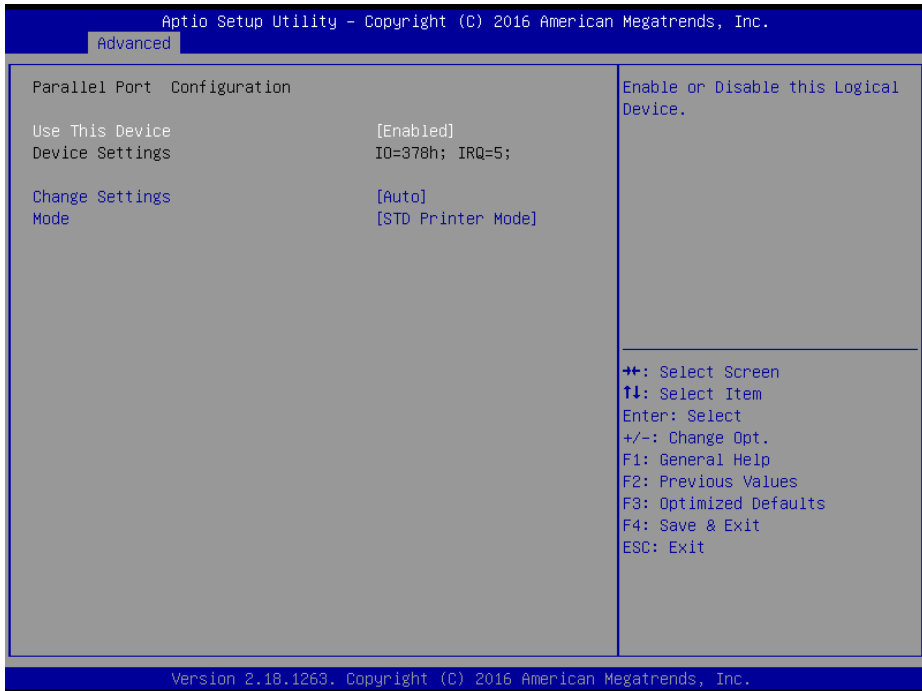 Aptio Setup Utility – Copyright (C) 2016 American Megatrends, Inc.
Advanced
Parallel Port  Configuration
Use This Device [Enabled]
Device Settings IO=378h; IRQ=5;
Change Settings [Auto]
Mode [STD Printer Mode]
Enable or Disable this Logical
Device.
→←: Select Screen
↑↓: Select Item
Enter: Select
+/-: Change Opt.
F1: General Help
F2: Previous Values
F3: Optimized Defaults
F4: Save & Exit
ESC: Exit
Version 2.18.1263. Copyright (C) 2016 American Megatrends, Inc.